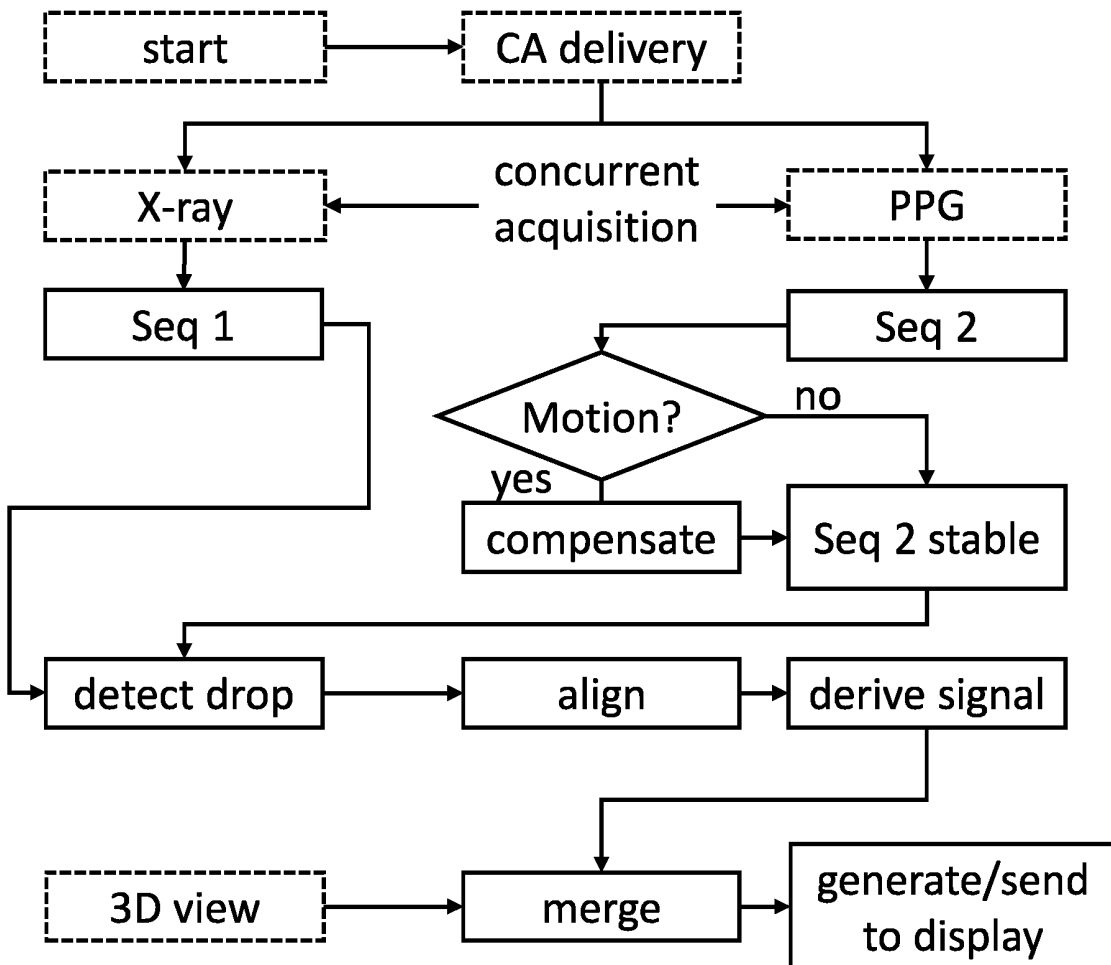 start
CA delivery
X-ray
concurrent
acquisition
PPG
Seq 1
Seq 2
Motion?
no
yes
compensate
Seq 2 stable
detect drop
align
derive signal
3D view
merge
generate/send
to display